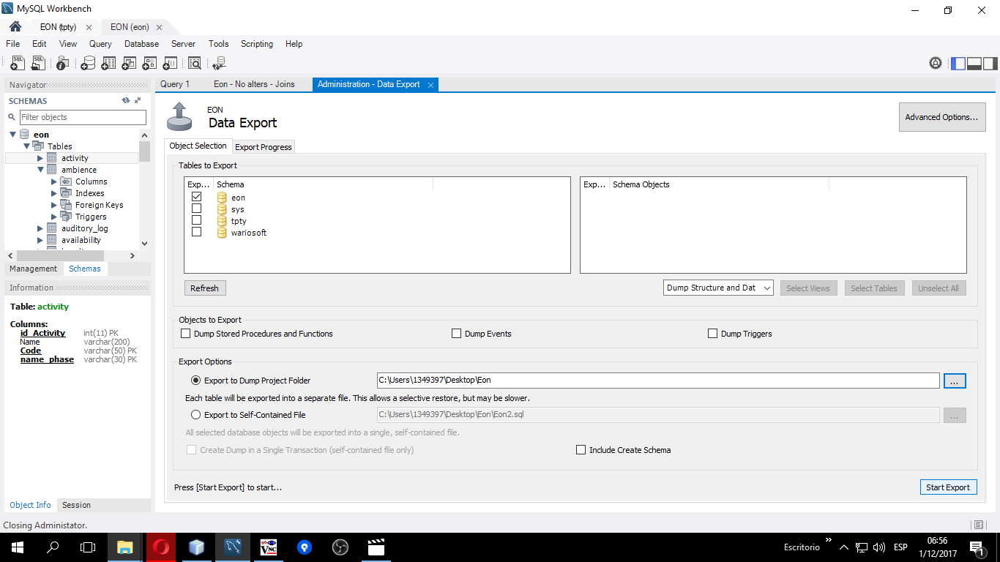 MySQL Workbench
EON (tpty)
EON (eon)
File Edit View Query Database Server Tools Scripting Help
Navigator
SCHEMAS
Filter objects
eon
Tables
activity
ambience
Columns
Indexes
Foreign Keys
Triggers
auditory_log
availability
Management Schemas
Information
Table: activity
Columns:
id_Activity int(11) PK
Name varchar(200)
Code varchar(50) PK
name_phase varchar(30) PK
Object Info Session
Query 1 Eon - No alters - Joins Administration - Data Export
EON
Data Export
Advanced Options...
Object Selection Export Progress
Tables to Export
Exp... Schema
eon
sys
tpty
wariosoft
Exp... Schema Objects
Refresh
Dump Structure and Dat
Select Views
Select Tables
Unselect All
Objects to Export
Dump Stored Procedures and Functions
Dump Events
Dump Triggers
Export Options
Export to Dump Project Folder
C:\Users\1349397\Desktop\Eon
...
Each table will be exported into a separate file. This allows a selective restore, but may be slower.
Export to Self-Contained File
C:\Users\1349397\Desktop\Eon\Eon2.sql
...
All selected database objects will be exported into a single, self-contained file.
Create Dump in a Single Transaction (self-contained file only)
Include Create Schema
Press [Start Export] to start...
Start Export
Closing Administator.
Escritorio
ESP
06:56
1/12/2017
1